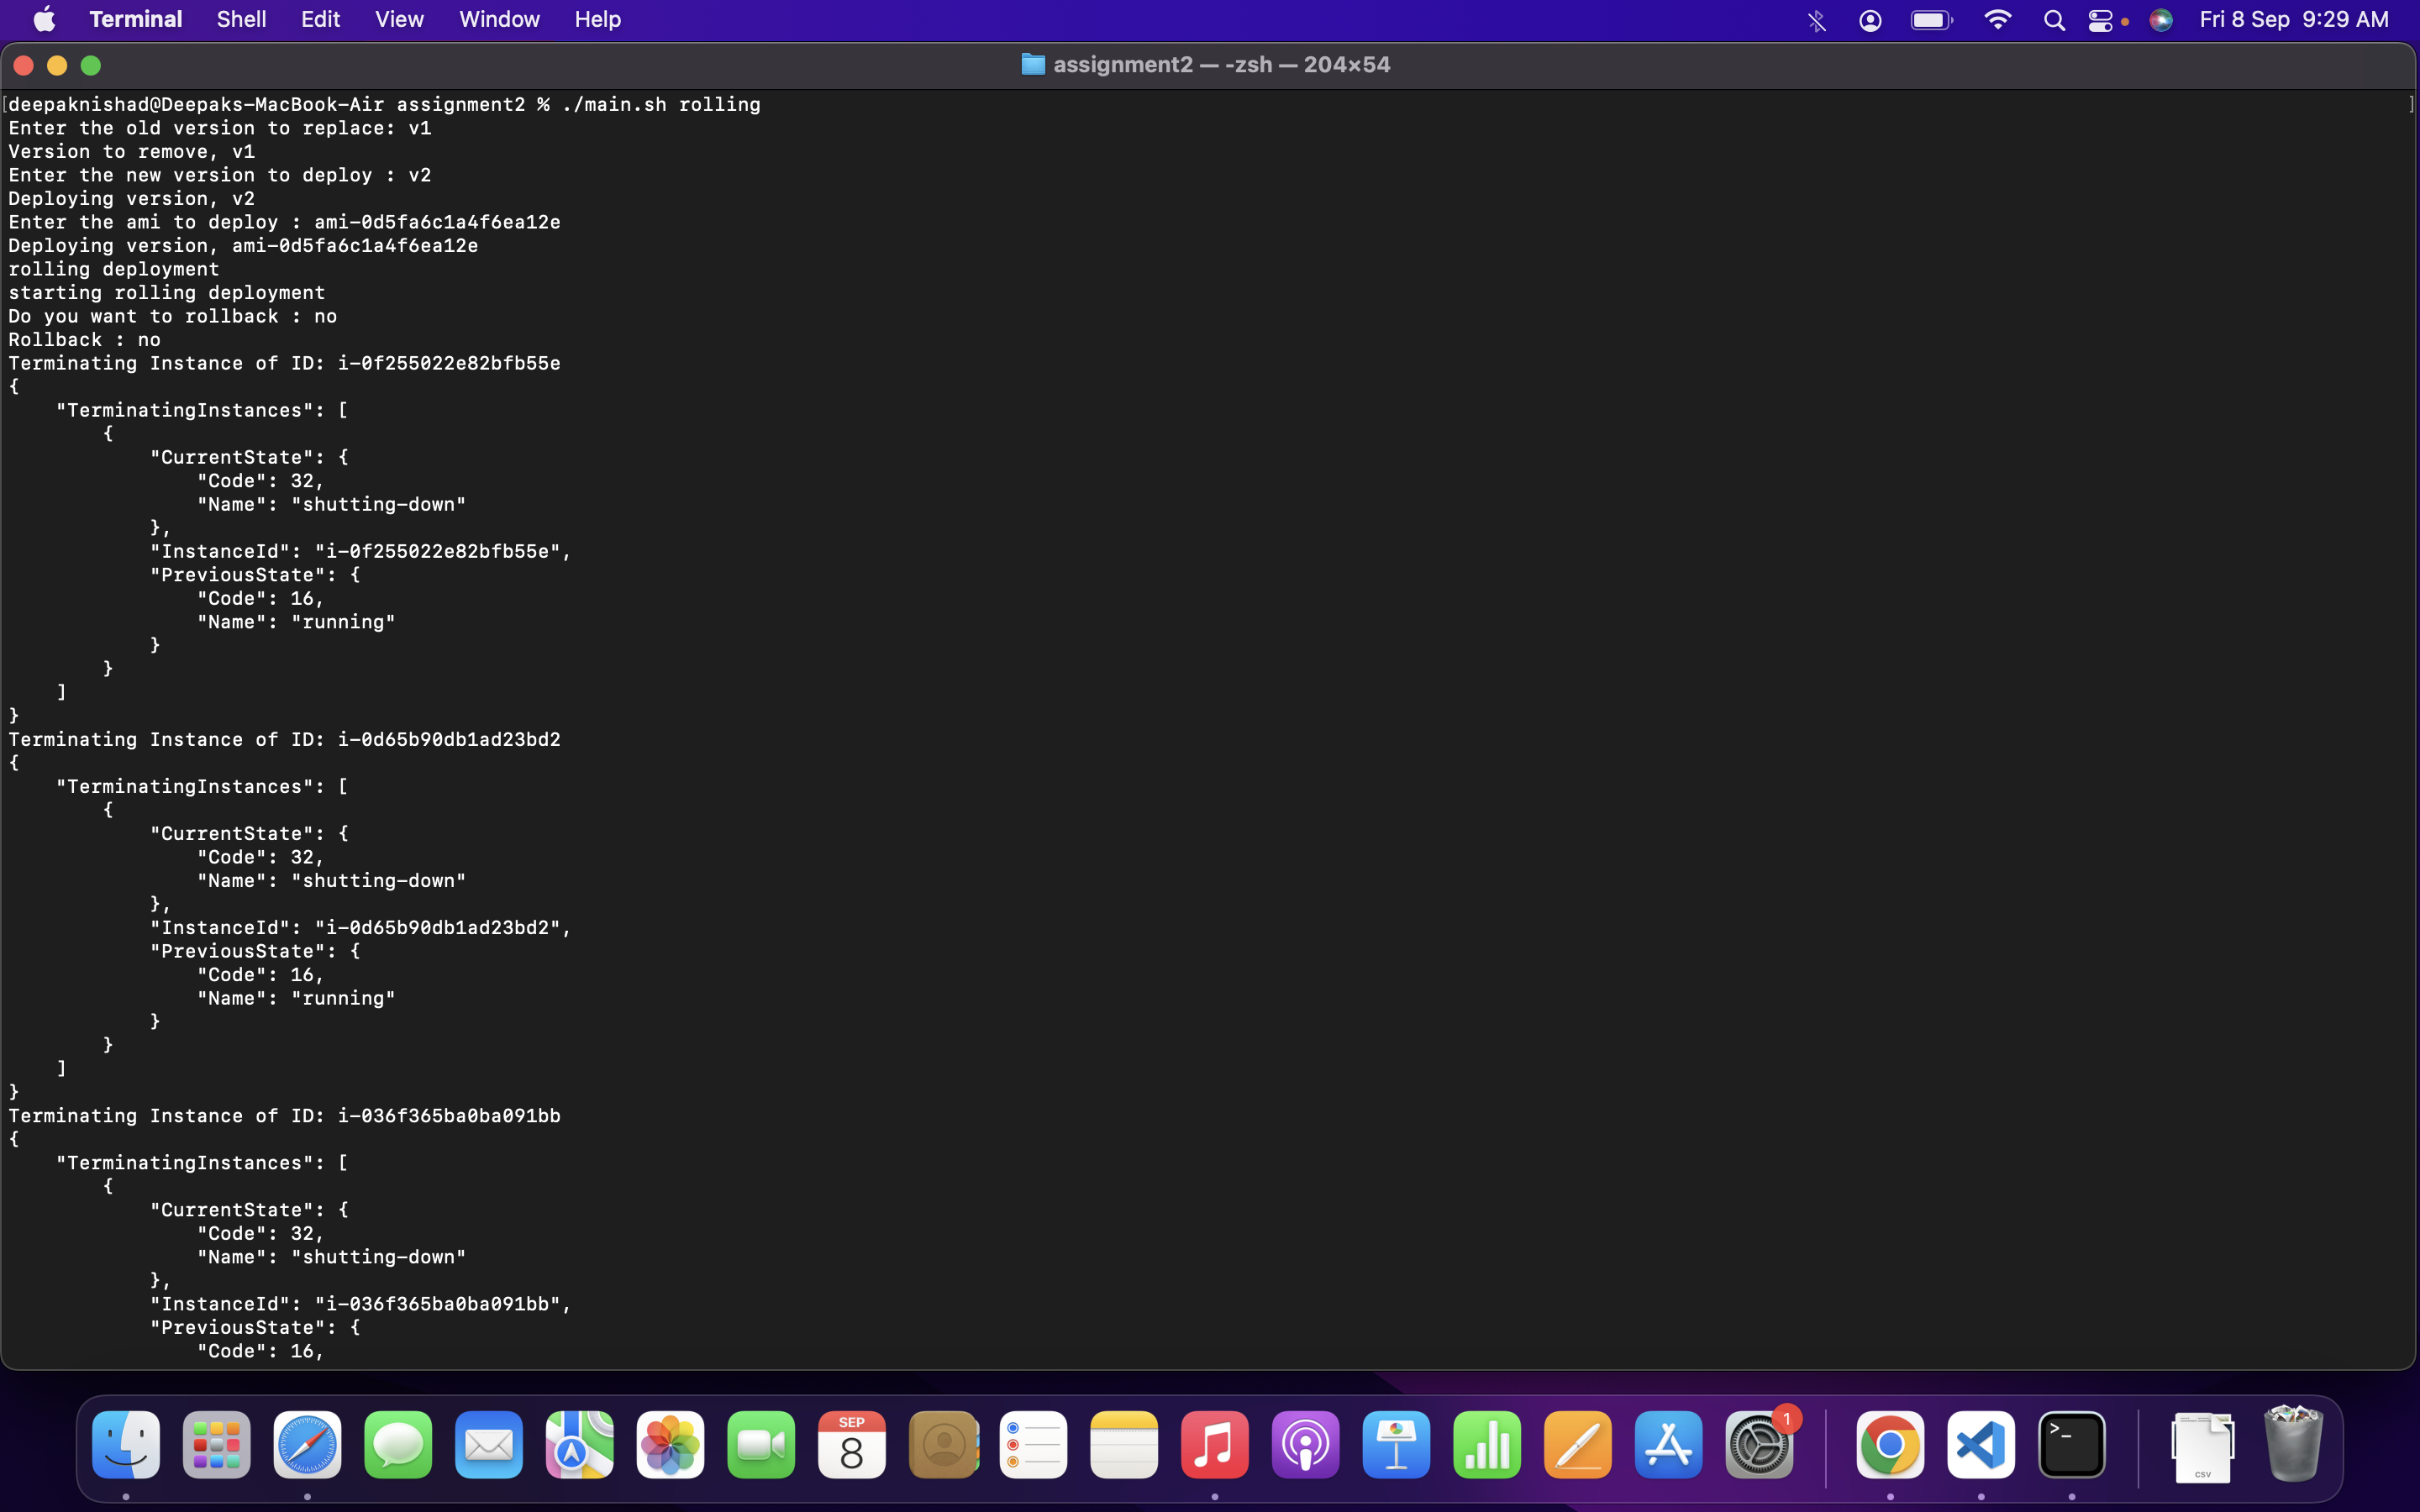 Terminal Shell Edit View Window Help Fri 8 Sep 9:29 AM
assignment2 — -zsh — 204×54
[deepaknishad@Deepaks-MacBook-Air assignment2 % ./main.sh rolling ]
Enter the old version to replace: v1
Version to remove, v1
Enter the new version to deploy : v2
Deploying version, v2
Enter the ami to deploy : ami-0d5fa6c1a4f6ea12e
Deploying version, ami-0d5fa6c1a4f6ea12e
rolling deployment
starting rolling deployment
Do you want to rollback : no
Rollback : no
Terminating Instance of ID: i-0f255022e82bfb55e
{
    "TerminatingInstances": [
        {
            "CurrentState": {
                "Code": 32,
                "Name": "shutting-down"
            },
            "InstanceId": "i-0f255022e82bfb55e",
            "PreviousState": {
                "Code": 16,
                "Name": "running"
            }
        }
    ]
}
Terminating Instance of ID: i-0d65b90db1ad23bd2
{
    "TerminatingInstances": [
        {
            "CurrentState": {
                "Code": 32,
                "Name": "shutting-down"
            },
            "InstanceId": "i-0d65b90db1ad23bd2",
            "PreviousState": {
                "Code": 16,
                "Name": "running"
            }
        }
    ]
}
Terminating Instance of ID: i-036f365ba0ba091bb
{
    "TerminatingInstances": [
        {
            "CurrentState": {
                "Code": 32,
                "Name": "shutting-down"
            },
            "InstanceId": "i-036f365ba0ba091bb",
            "PreviousState": {
                "Code": 16,
SEP
8
1
>_
CSV